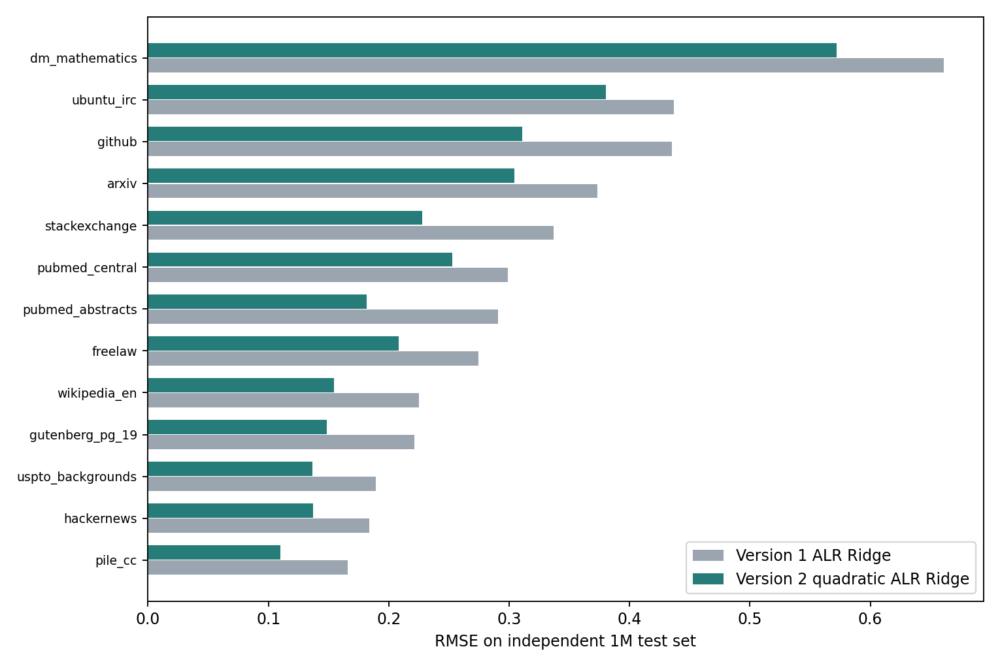 dm_mathematics
ubuntu_irc
github
arxiv
stackexchange
pubmed_central
pubmed_abstracts
freelaw
wikipedia_en
gutenberg_pg_19
uspto_backgrounds
hackernews
pile_cc
Version 1 ALR Ridge
Version 2 quadratic ALR Ridge
0.0 0.1 0.2 0.3 0.4 0.5 0.6
RMSE on independent 1M test set